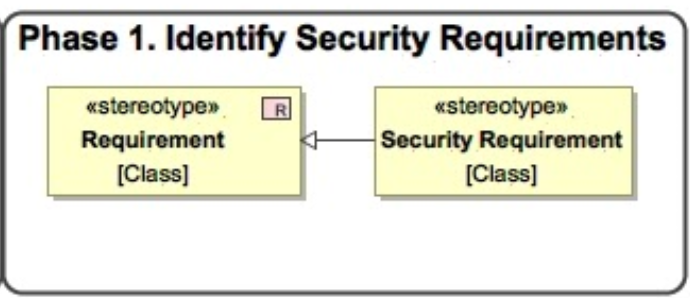 Phase 1. Identify Security Requirements
«stereotype»
R
Requirement
[Class]
«stereotype»
Security Requirement
[Class]